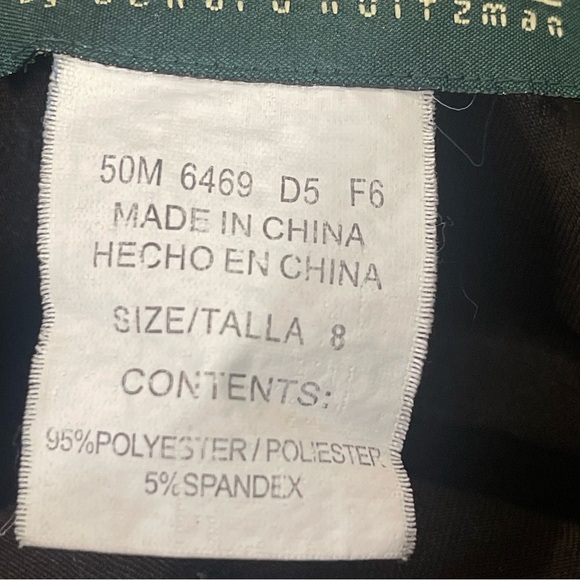 50M 6469 D5 F6
MADE IN CHINA
HECHO EN CHINA
SIZE/TALLA 8
CONTENTS:
95%POLYESTER/POLIESTER
5%SPANDEX